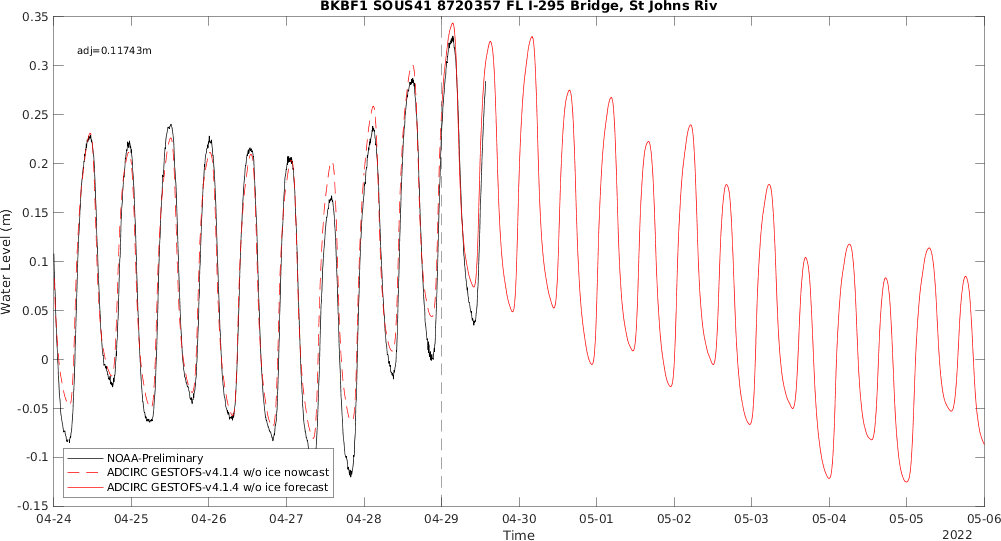 BKBF1 SOUS41 8720357 FL I-295 Bridge, St Johns Riv
adj=0.11743m
0.35
0.3
0.25
0.2
0.15
0.1
0.05
0
-0.05
-0.1
-0.15
Water Level (m)
NOAA-Preliminary
ADCIRC GESTOFS-v4.1.4 w/o ice nowcast
ADCIRC GESTOFS-v4.1.4 w/o ice forecast
04-24 04-25 04-26 04-27 04-28 04-29 04-30 05-01 05-02 05-03 05-04 05-05 05-06
Time
2022